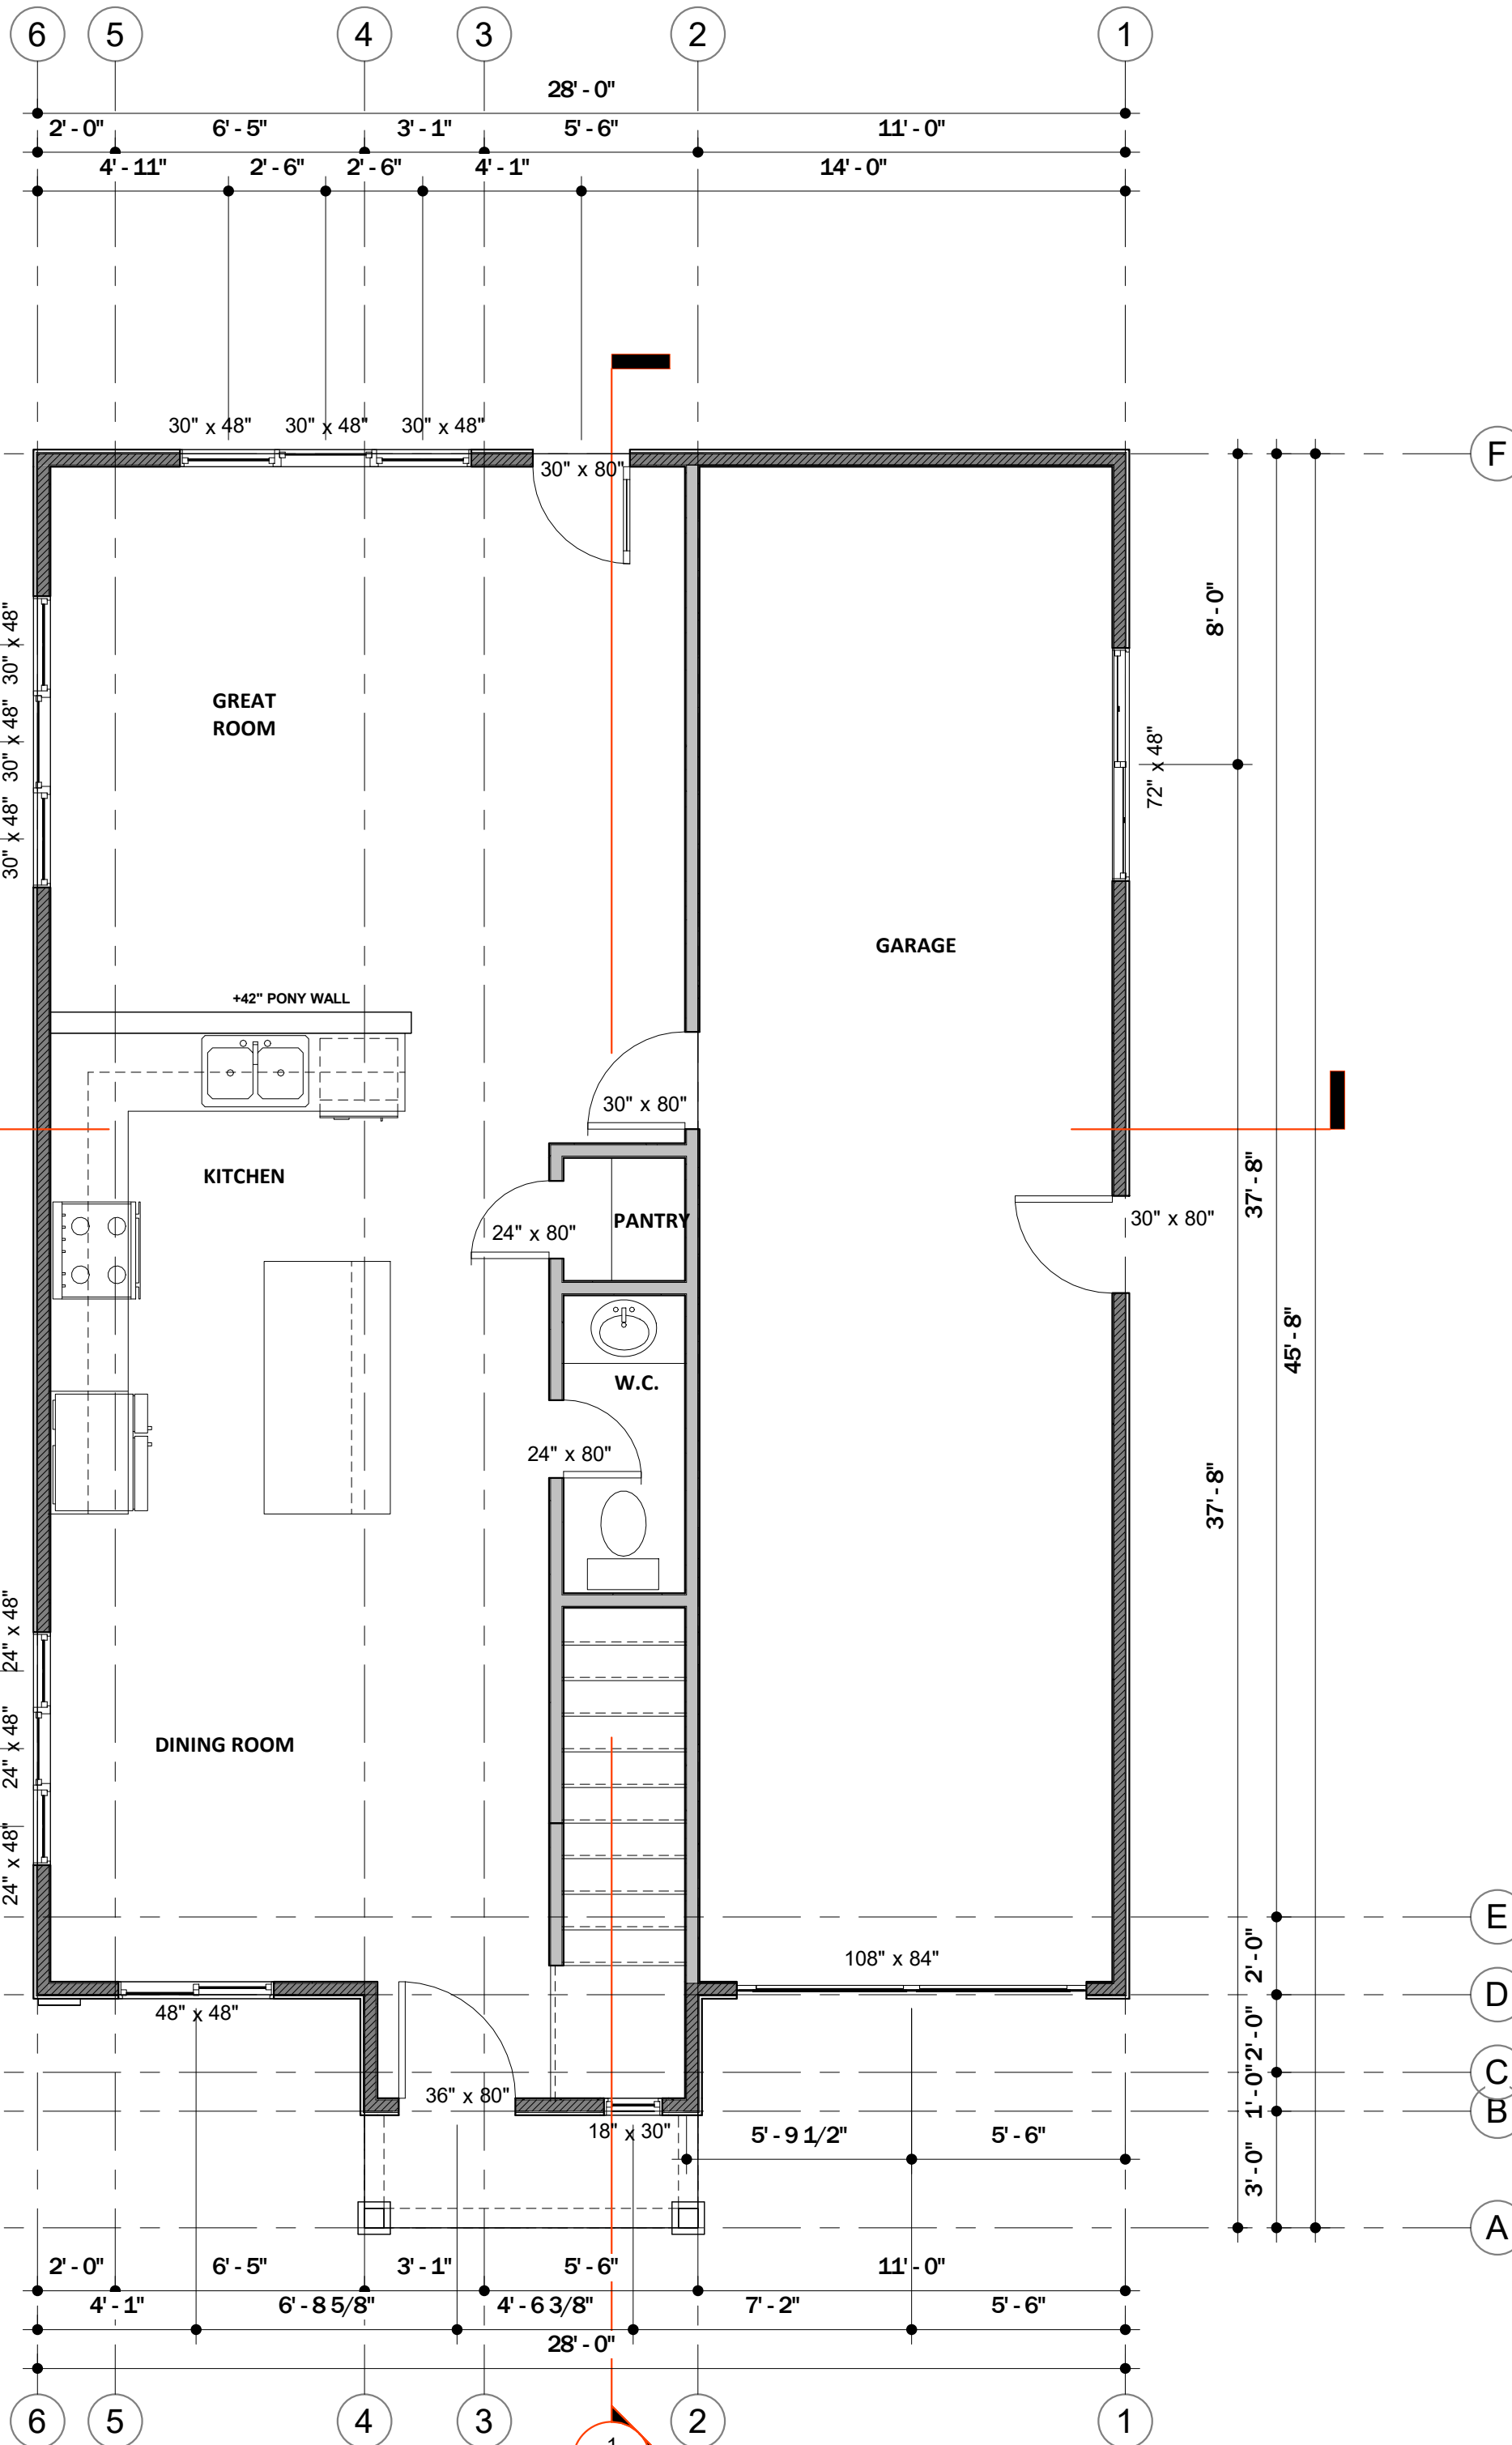 6 5 4 3 2 1
28'-0"
2'-0" 6'-5" 3'-1" 5'-6" 11'-0"
4'-11" 2'-6" 2'-6" 4'-1" 14'-0"
30" x 48" 30" x 48" 30" x 48"
F
30" x 80"
8'-0"
30" x 48"
30" x 48"
30" x 48"
GREAT
ROOM
72" x 48"
GARAGE
+42" PONY WALL
30" x 80"
KITCHEN
37'-8"
PANTRY
30" x 80"
24" x 80"
45'-8"
W.C.
24" x 80"
37'-8"
24" x 48"
24" x 48"
24" x 48"
DINING ROOM
E
108" x 84"
2'-0"
D
48" x 48"
2'-0"
C
36" x 80"
1'-0"
B
18" x 30"
5'-9 1/2" 5'-6"
3'-0"
A
2'-0" 6'-5" 3'-1" 5'-6" 11'-0"
4'-1" 6'-8 5/8" 4'-6 3/8" 7'-2" 5'-6"
28'-0"
6 5 4 3 2 1
1